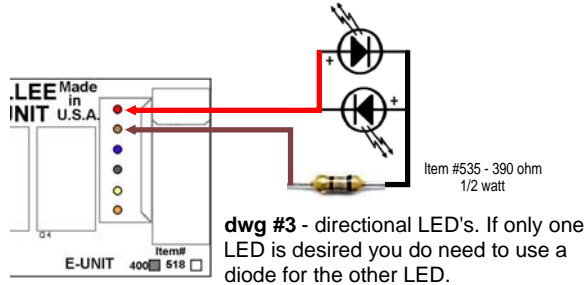 .LEE Made
in
NIT U.S.A.
+
+
Item #535 - 390 ohm
1/2 watt
dwg #3 - directional LED's. If only one
LED is desired you do need to use a
diode for the other LED.
Item#
E-UNIT 400 518